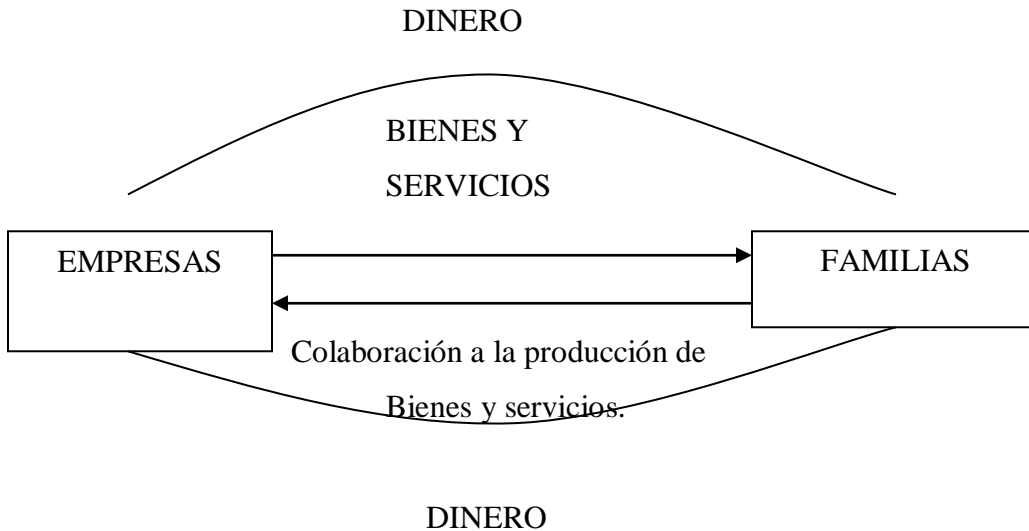 DINERO
BIENES Y
SERVICIOS
EMPRESAS
FAMILIAS
Colaboración a la producción de
Bienes y servicios.
DINERO